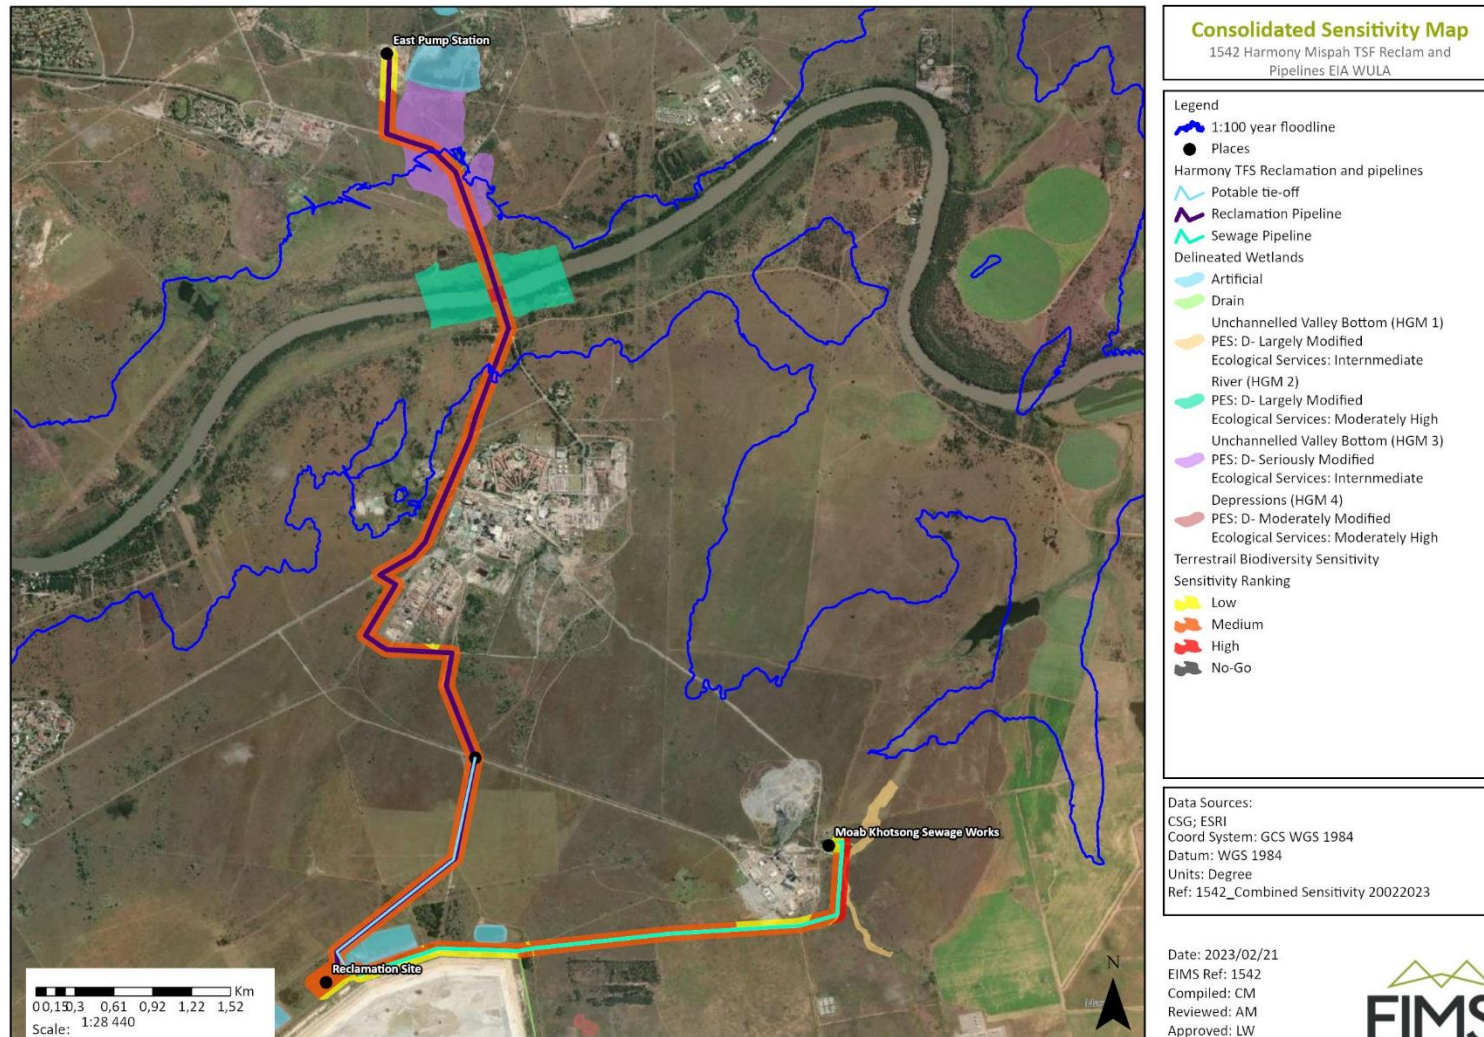 East Pump Station
Moab Khotsong Sewage Works
Reclamation Site
N
Km
0 0,15 0,3 0,61 0,92 1,22 1,52
Scale: 1:28 440
Consolidated Sensitivity Map
1542 Harmony Mispah TSF Reclam and
Pipelines EIA WULA
Legend
1:100 year floodline
Places
Harmony TFS Reclamation and pipelines
Potable tie-off
Reclamation Pipeline
Sewage Pipeline
Delineated Wetlands
Artificial
Drain
Unchannelled Valley Bottom (HGM 1)
PES: D- Largely Modified
Ecological Services: Internmediate
River (HGM 2)
PES: D- Largely Modified
Ecological Services: Moderately High
Unchannelled Valley Bottom (HGM 3)
PES: D- Seriously Modified
Ecological Services: Internmediate
Depressions (HGM 4)
PES: D- Moderately Modified
Ecological Services: Moderately High
Terrestrail Biodiversity Sensitivity
Sensitivity Ranking
Low
Medium
High
No-Go
Data Sources:
CSG; ESRI
Coord System: GCS WGS 1984
Datum: WGS 1984
Units: Degree
Ref: 1542_Combined Sensitivity 20022023
Date: 2023/02/21
EIMS Ref: 1542
Compiled: CM
Reviewed: AM
Approved: LW
EIMS